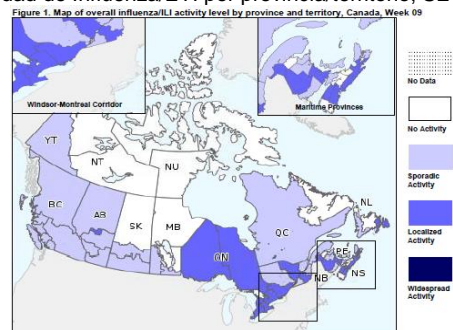 Figure 1. Map of overall influenza/ILI activity level by province and territory, Canada, Week 09
Windsor-Montreal Corridor
Maritime Provinces
No Data
No Activity
Sporadic
Activity
Localized
Activity
Widespread
Activity
YT
NT
NU
BC
AB
SK
MB
ON
QC
NL
PE
NB
NS